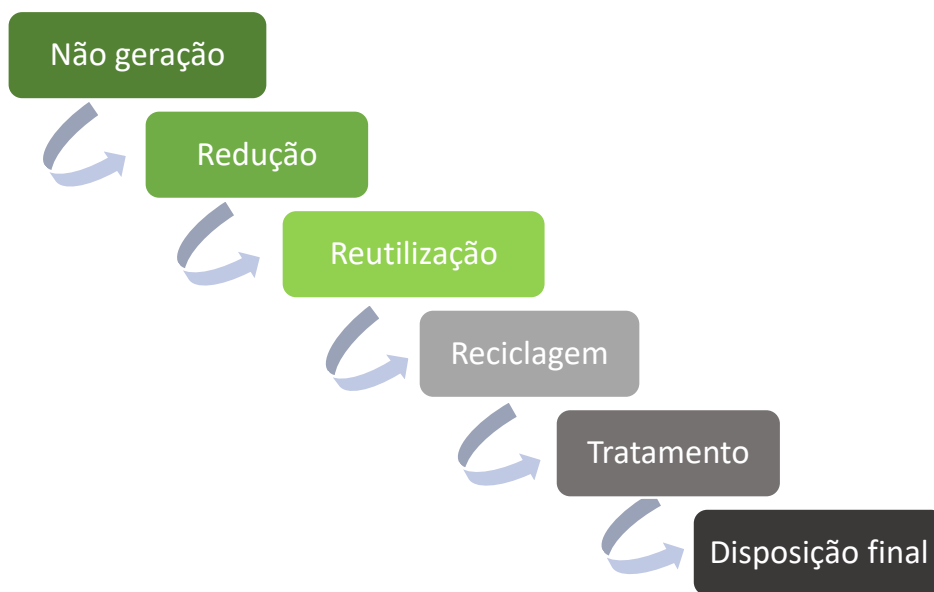 Não geração
Redução
Reutilização
Reciclagem
Tratamento
Disposição final